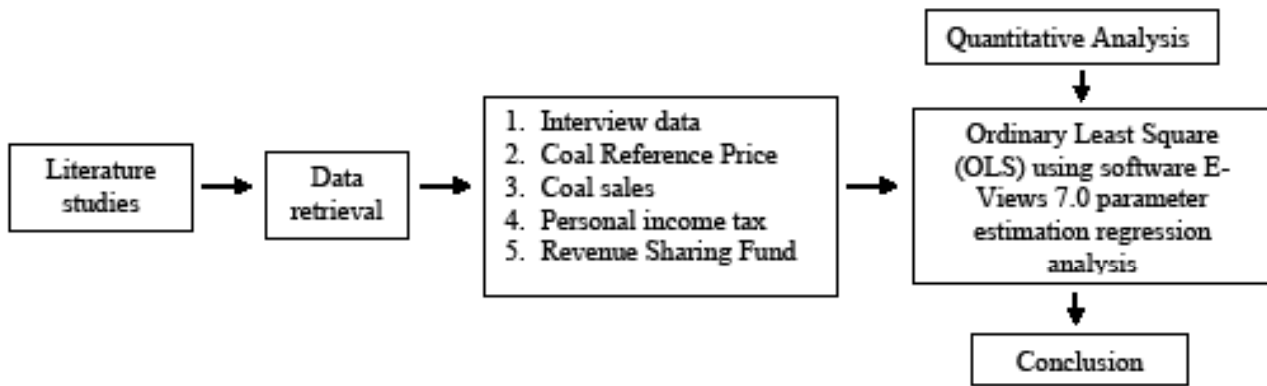 Literature
studies
Data
retrieval
1. Interview data
2. Coal Reference Price
3. Coal sales
4. Personal income tax
5. Revenue Sharing Fund
Quantitative Analysis
Ordinary Least Square
(OLS) using software E-
Views 7.0 parameter
estimation regression
analysis
Conclusion